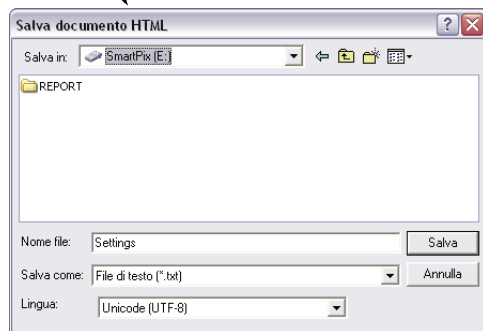 Salva documento HTML
Salva in: SmartPix (E:)
REPORT
Nome file: Settings Salva
Salva come: File di testo (*.txt) Annulla
Lingua: Unicode (UTF-8)